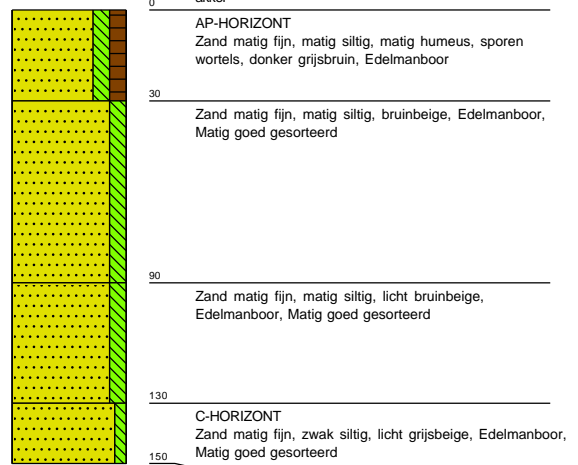 0
akker
AP-HORIZONT
Zand matig fijn, matig siltig, matig humeus, sporen
wortels, donker grijsbruin, Edelmanboor
30
Zand matig fijn, matig siltig, bruinbeige, Edelmanboor,
Matig goed gesorteerd
90
Zand matig fijn, matig siltig, licht bruinbeige,
Edelmanboor, Matig goed gesorteerd
130
C-HORIZONT
Zand matig fijn, zwak siltig, licht grijsbeige, Edelmanboor,
Matig goed gesorteerd
150